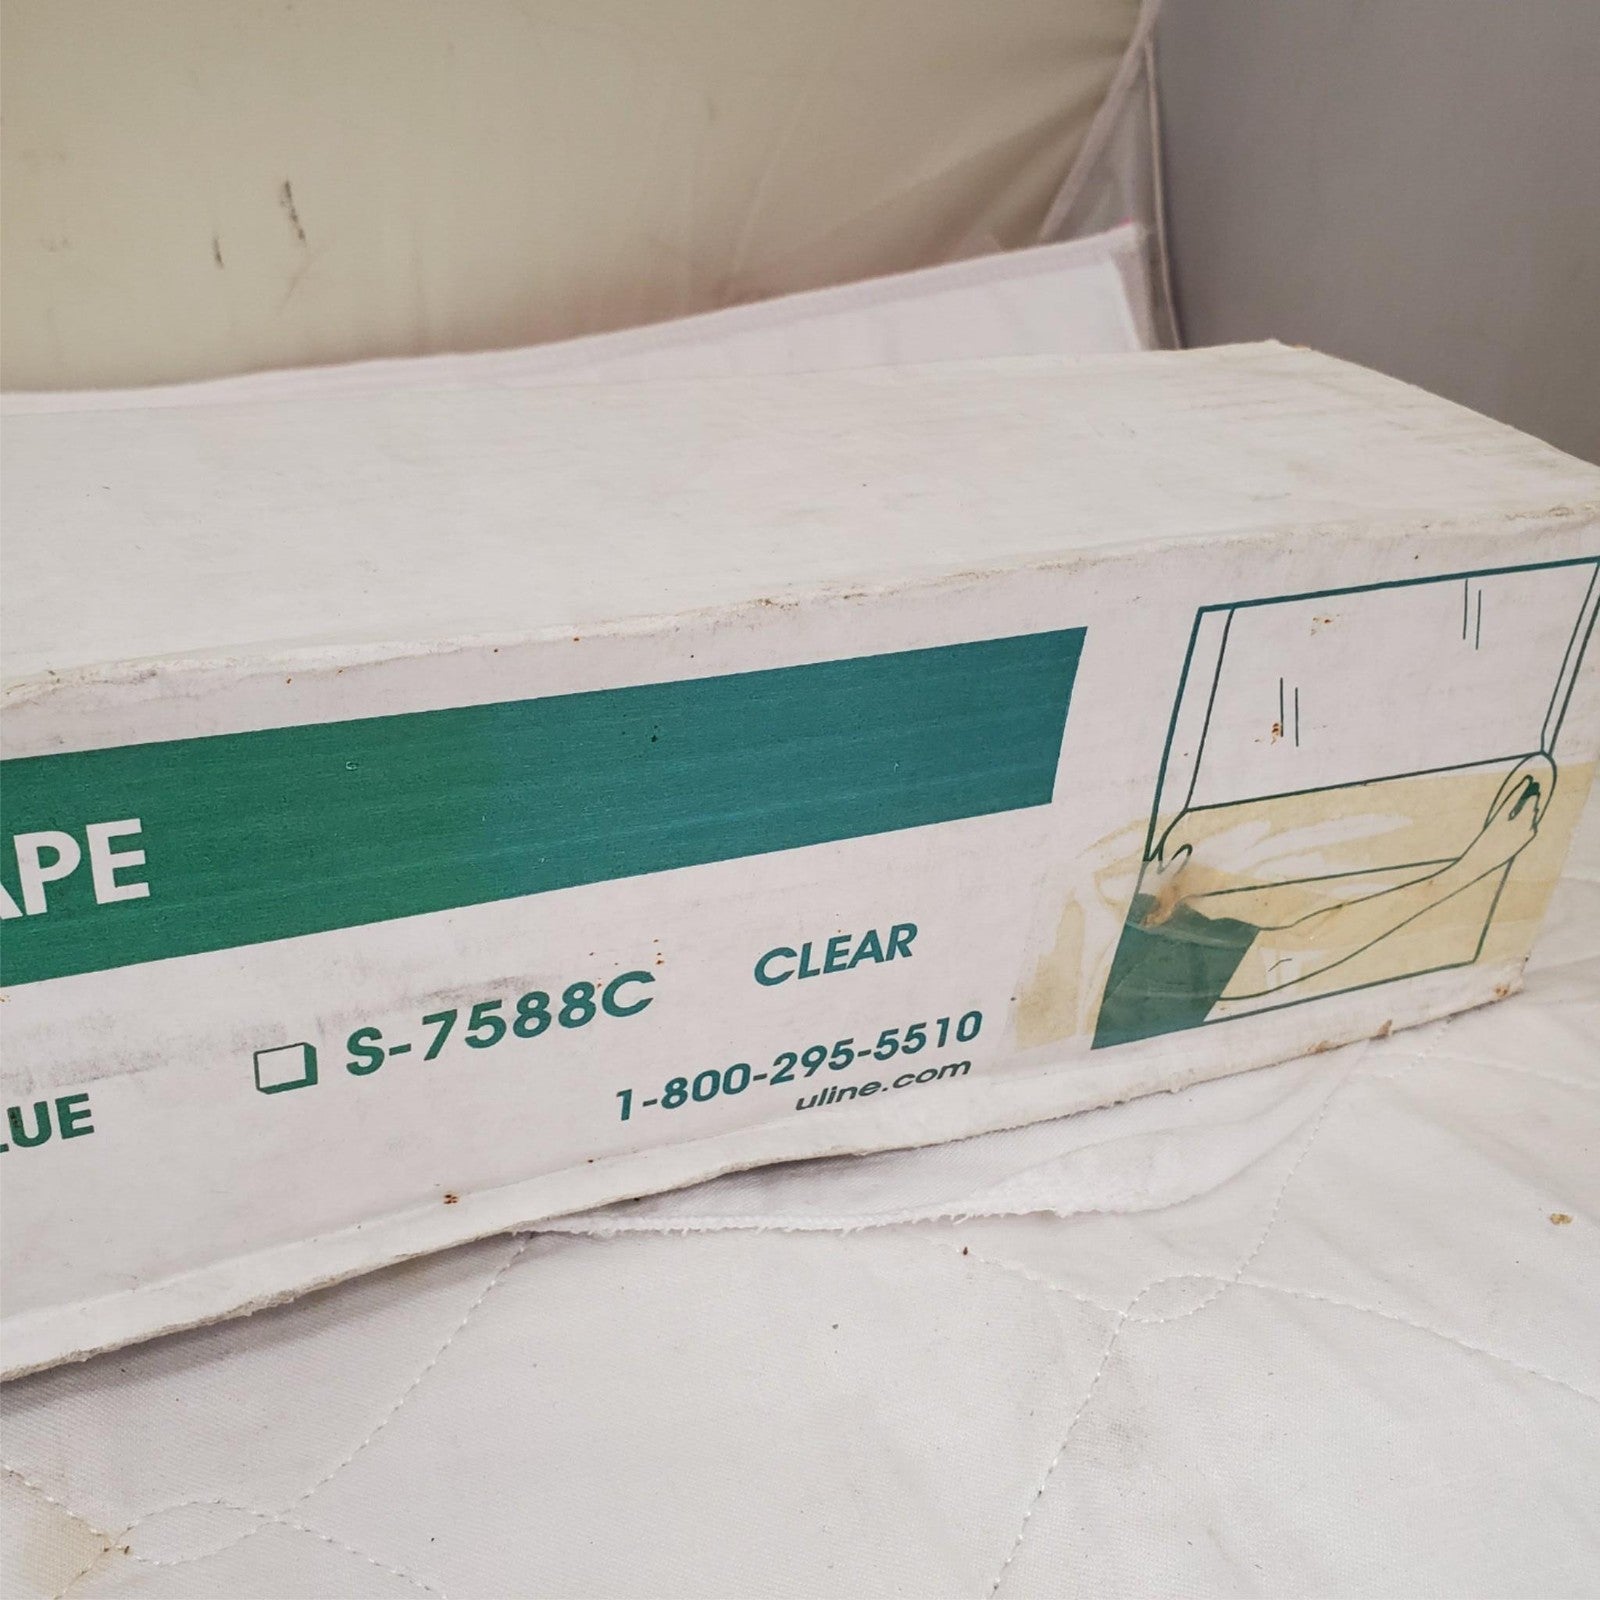 APE
LUE
S-7588C CLEAR
1-800-295-5510
uline.com